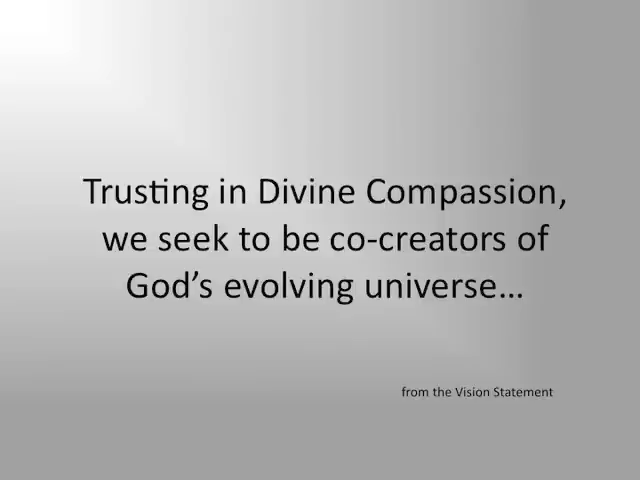 Trusting in Divine Compassion,
we seek to be co-creators of
God’s evolving universe…
from the Vision Statement